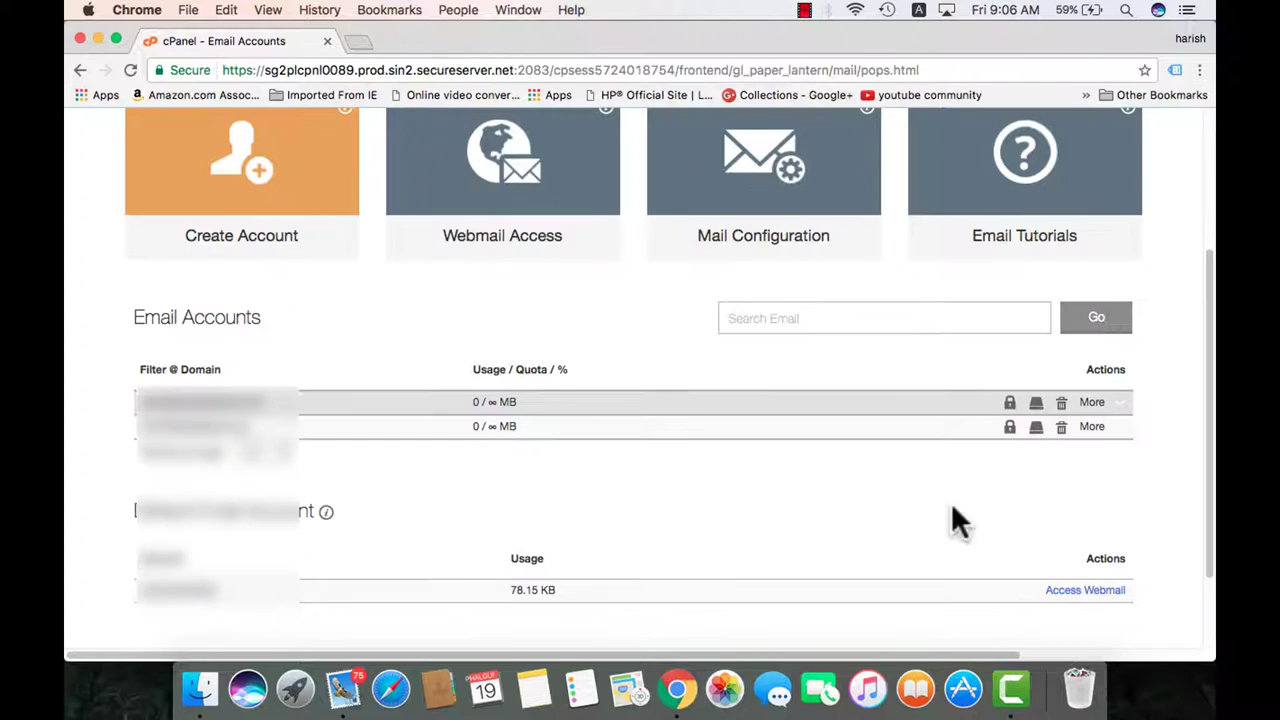 Chrome File Edit View History Bookmarks People Window Help A Fri 9:06 AM 59%
cPanel - Email Accounts
harish
Secure https://sg2plcpnl0089.prod.sin2.secureserver.net:2083/cpsess5724018754/frontend/gl_paper_lantern/mail/pops.html
Apps Amazon.com Assoc... Imported From IE Online video conver... Apps HP® Official Site | L... Collections - Google+ youtube community » Other Bookmarks
Create Account Webmail Access Mail Configuration Email Tutorials
Email Accounts Search Email Go
Filter @ Domain Usage / Quota / % Actions
0 / ∞ MB More
0 / ∞ MB More
Usage Actions
78.15 KB Access Webmail
75
PHALGU
19
30